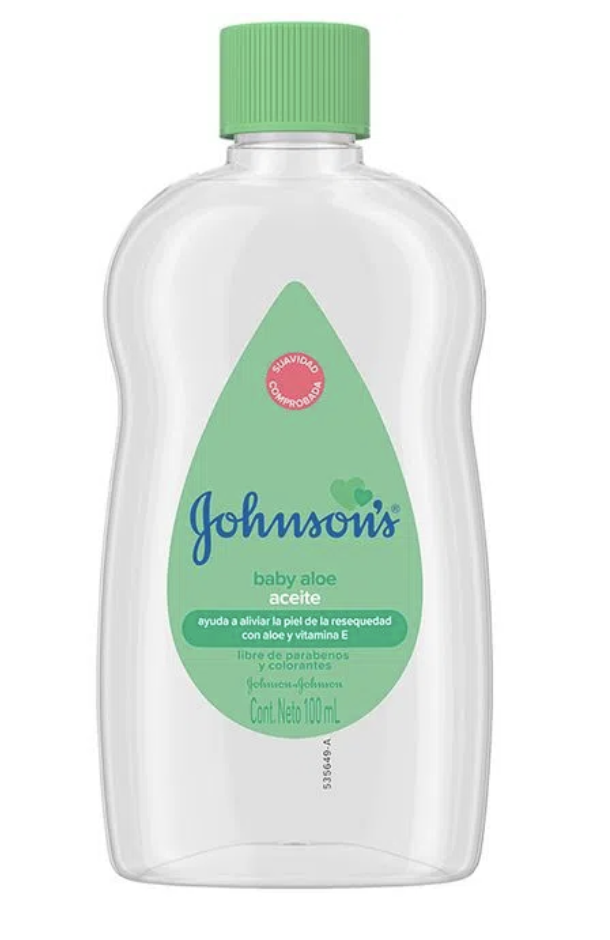 SUAVIDAD
COMPROBADA
Johnson's®
baby aloe
aceite
ayuda a aliviar la piel de la resequedad
con aloe y vitamina E
libre de parabenos
y colorantes
Johnson & Johnson
Cont. Neto 100 mL
535649-A